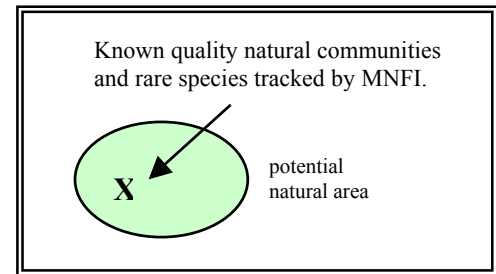 Known quality natural communities
and rare species tracked by MNFI.
X
potential
natural area